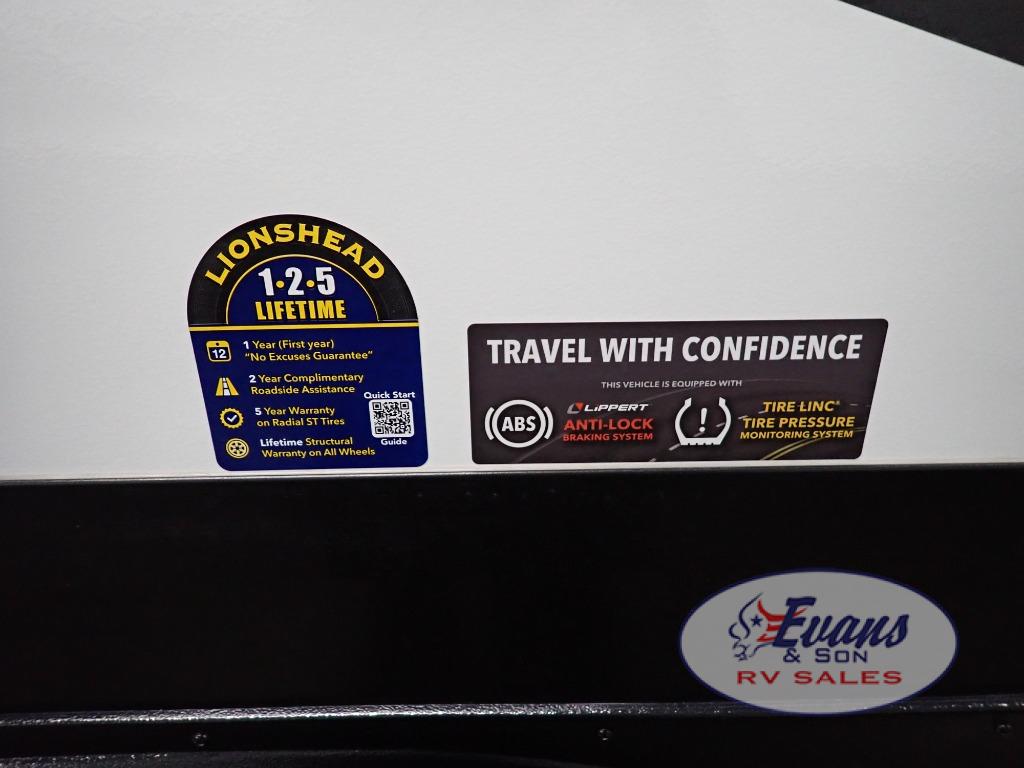 LIONSHEAD
1•2•5
LIFETIME
12
1 Year (First year)
"No Excuses Guarantee"
2 Year Complimentary
Roadside Assistance
Quick Start
5 Year Warranty
on Radial ST Tires
Guide
Lifetime Structural
Warranty on All Wheels
TRAVEL WITH CONFIDENCE
THIS VEHICLE IS EQUIPPED WITH
ABS
LIPPERT
ANTI-LOCK
BRAKING SYSTEM
!
TIRE LINC®
TIRE PRESSURE
MONITORING SYSTEM
Evans
& SON
RV SALES